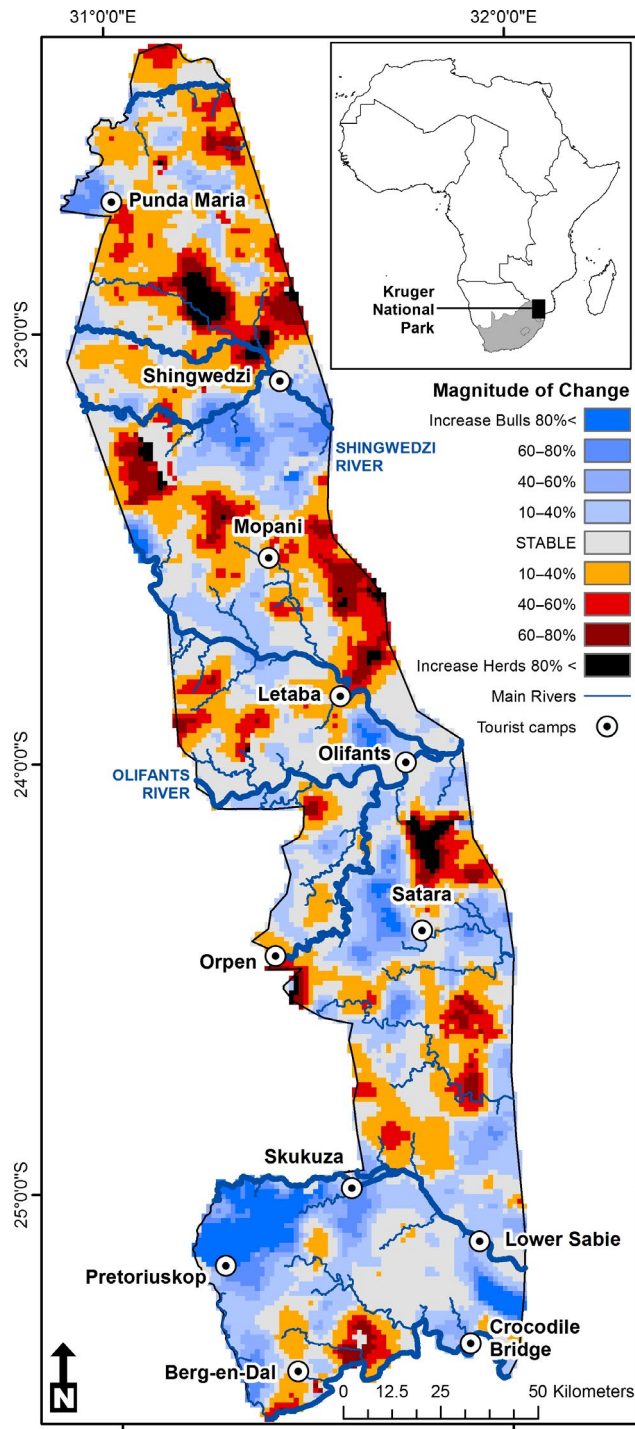 31°0'0"E
32°0'0"E
Punda Maria
Kruger
National
Park
23°0'0"S
Shingwedzi
SHINGWEDZI
RIVER
Magnitude of Change
Increase Bulls 80%<
60–80%
40–60%
10–40%
STABLE
10–40%
40–60%
60–80%
Increase Herds 80% <
Main Rivers
Tourist camps
Mopani
Letaba
Olifants
24°0'0"S
OLIFANTS
RIVER
Satara
Orpen
Skukuza
25°0'0"S
Lower Sabie
Pretoriuskop
Crocodile
Bridge
Berg-en-Dal
N
0 12.5 25 50 Kilometers